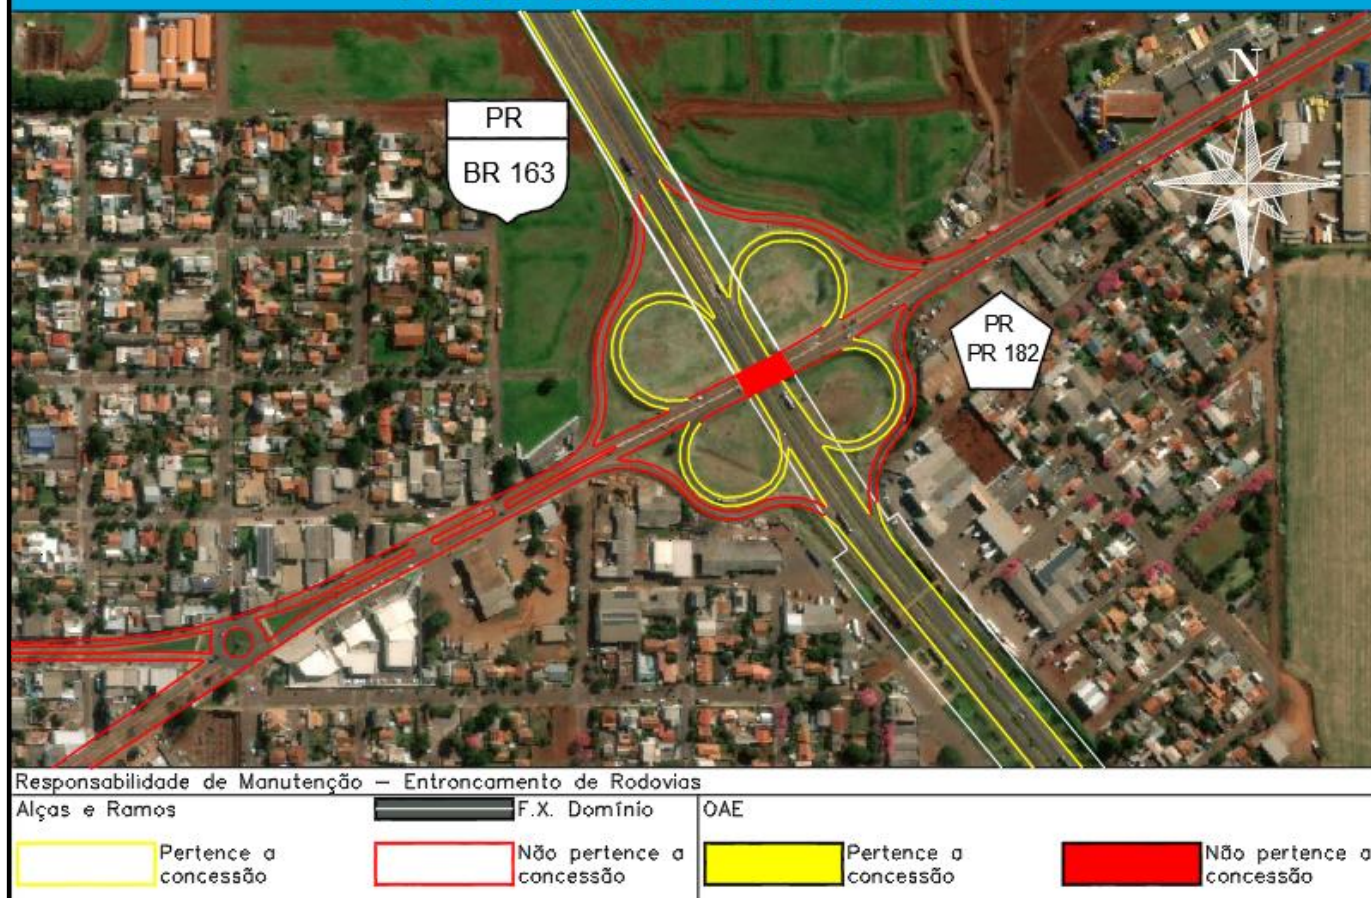 PR
BR 163
N
PR
PR 182
Responsabilidade de Manutenção – Entroncamento de Rodovias
Alças e Ramos
F.X. Domínio
OAE
Pertence a
concessão
Não pertence a
concessão
Pertence a
concessão
Não pertence a
concessão